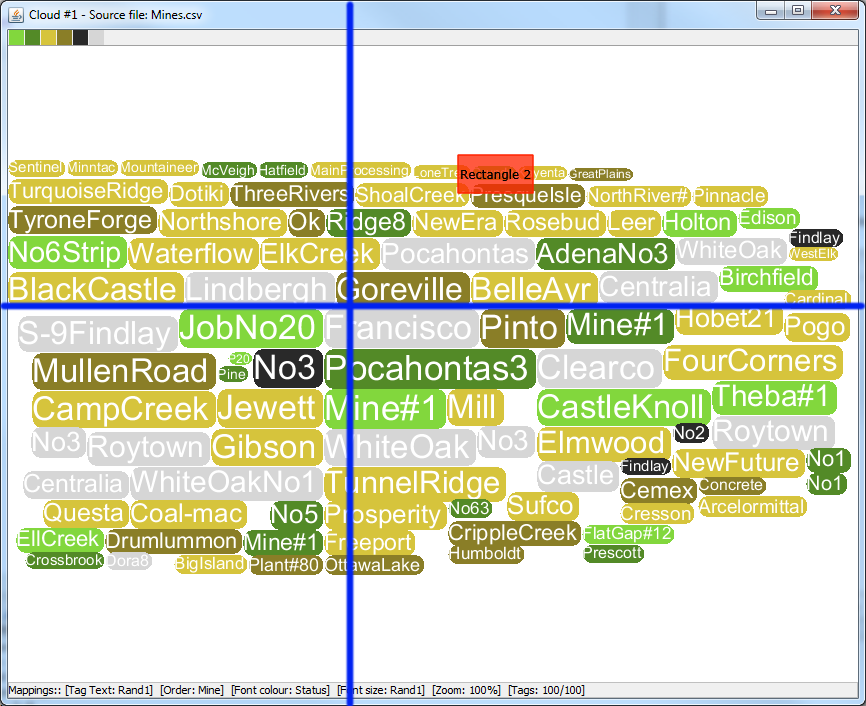 Cloud #1 - Source file: Mines.csv
Sentinel Minntac Mountaineer McVeigh Hatfield MainProcessing Rectangle 2 GreatPlains
TurquoiseRidge Dotiki ThreeRivers ShoalCreek PresqueIsle NorthRiver# Pinnacle
TyroneForge Northshore Ok Ridge8 NewEra Rosebud Leer Holton Edison
No6Strip Waterflow ElkCreek Pocahontas AdenaNo3 WhiteOak Findlay
WestElk
BlackCastle Lindbergh Goreville BelleAyr Centralia Birchfield Cardinal
S-9Findlay JobNo20 Francisco Pinto Mine#1 Hobet21 Pogo
MullenRoad P20 Pine No3 Pocahontas3 Clearco FourCorners
CampCreek Jewett Mine#1 Mill CastleKnoll Theba#1
No3 Roytown Gibson WhiteOak No3 Elmwood No2 Roytown
Centralia WhiteOakNo1 TunnelRidge Castle Findlay NewFuture No1
Cemex Concrete No1
Questa Coal-mac No5 Prosperity No63 Sufco Cresson Arcelormittal
EllCreek Drumlummon Mine#1 Freeport CrippleCreek FlatGap#12
Crossbrook Dora8 BigIsland Plant#80 OttawaLake Humboldt Prescott
Mappings:: [Tag Text: Rand1] [Order: Mine] [Font colour: Status] [Font size: Rand1] [Zoom: 100%] [Tags: 100/100]